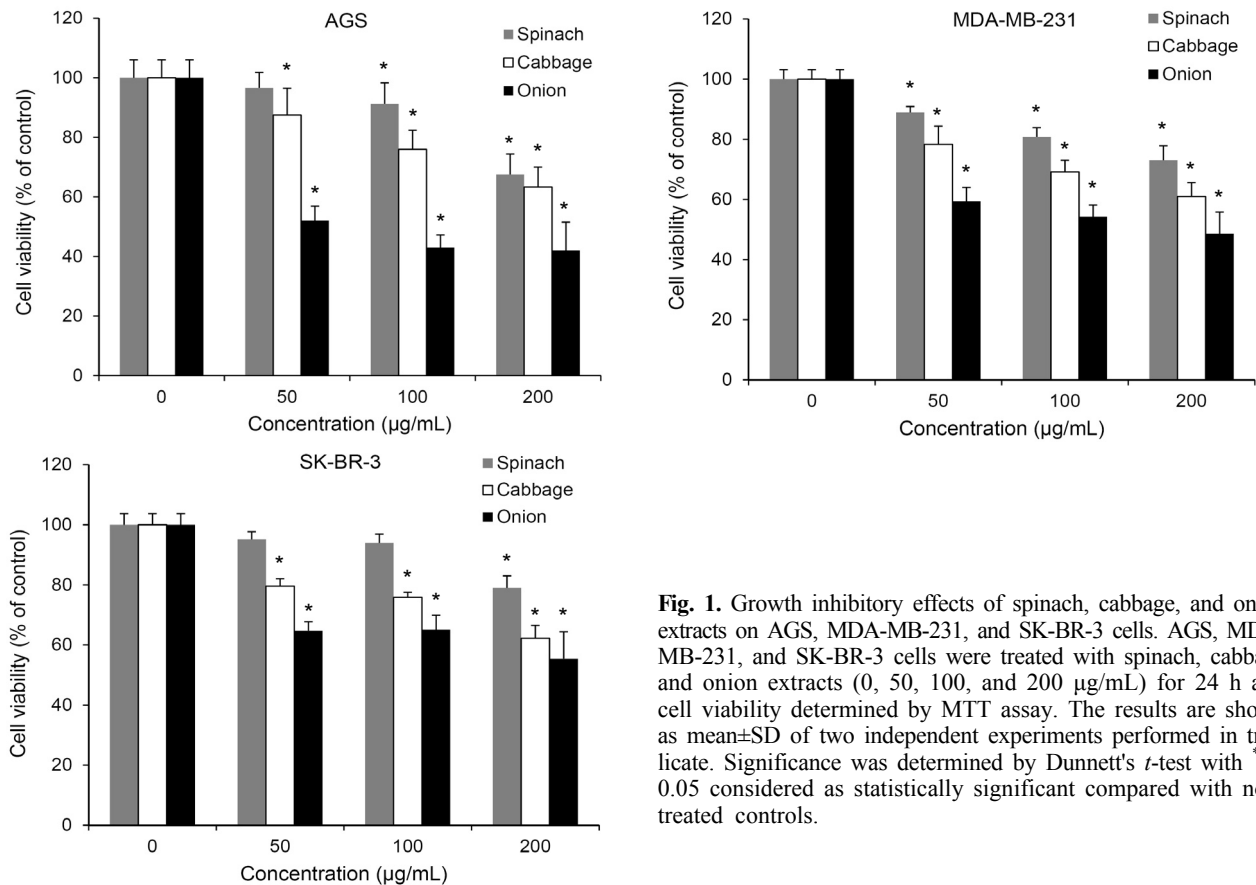 AGS
Spinach
Cabbage
Onion
Cell viability (% of control)
120
100
80
60
40
20
0
* * * * * * * * *
0 50 100 200
Concentration (µg/mL)
MDA-MB-231
Spinach
Cabbage
Onion
Cell viability (% of control)
120
100
80
60
40
20
0
* * * * * * * * *
0 50 100 200
Concentration (µg/mL)
SK-BR-3
Spinach
Cabbage
Onion
Cell viability (% of control)
120
100
80
60
40
20
0
* * * * * * *
0 50 100 200
Concentration (µg/mL)
Fig. 1. Growth inhibitory effects of spinach, cabbage, and on
extracts on AGS, MDA-MB-231, and SK-BR-3 cells. AGS, MD
MB-231, and SK-BR-3 cells were treated with spinach, cabba
and onion extracts (0, 50, 100, and 200 µg/mL) for 24 h a
cell viability determined by MTT assay. The results are sho
as mean±SD of two independent experiments performed in tr
licate. Significance was determined by Dunnett's t-test with *
0.05 considered as statistically significant compared with no
treated controls.